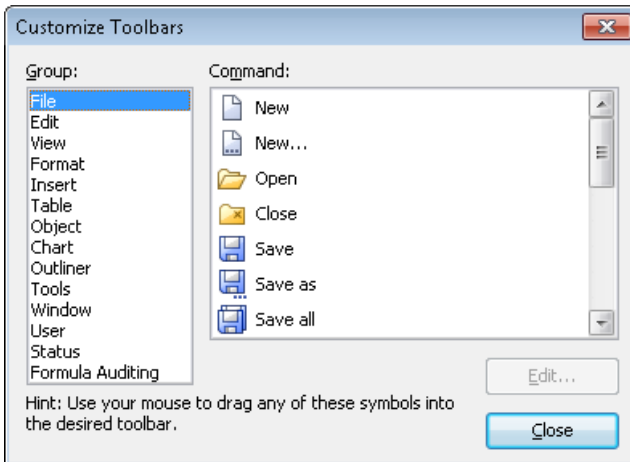 Customize Toolbars
Group:
File
Edit
View
Format
Insert
Table
Object
Chart
Outliner
Tools
Window
User
Status
Formula Auditing
Command:
New
New...
Open
Close
Save
Save as
Save all
Edit...
Hint: Use your mouse to drag any of these symbols into
the desired toolbar.
Close